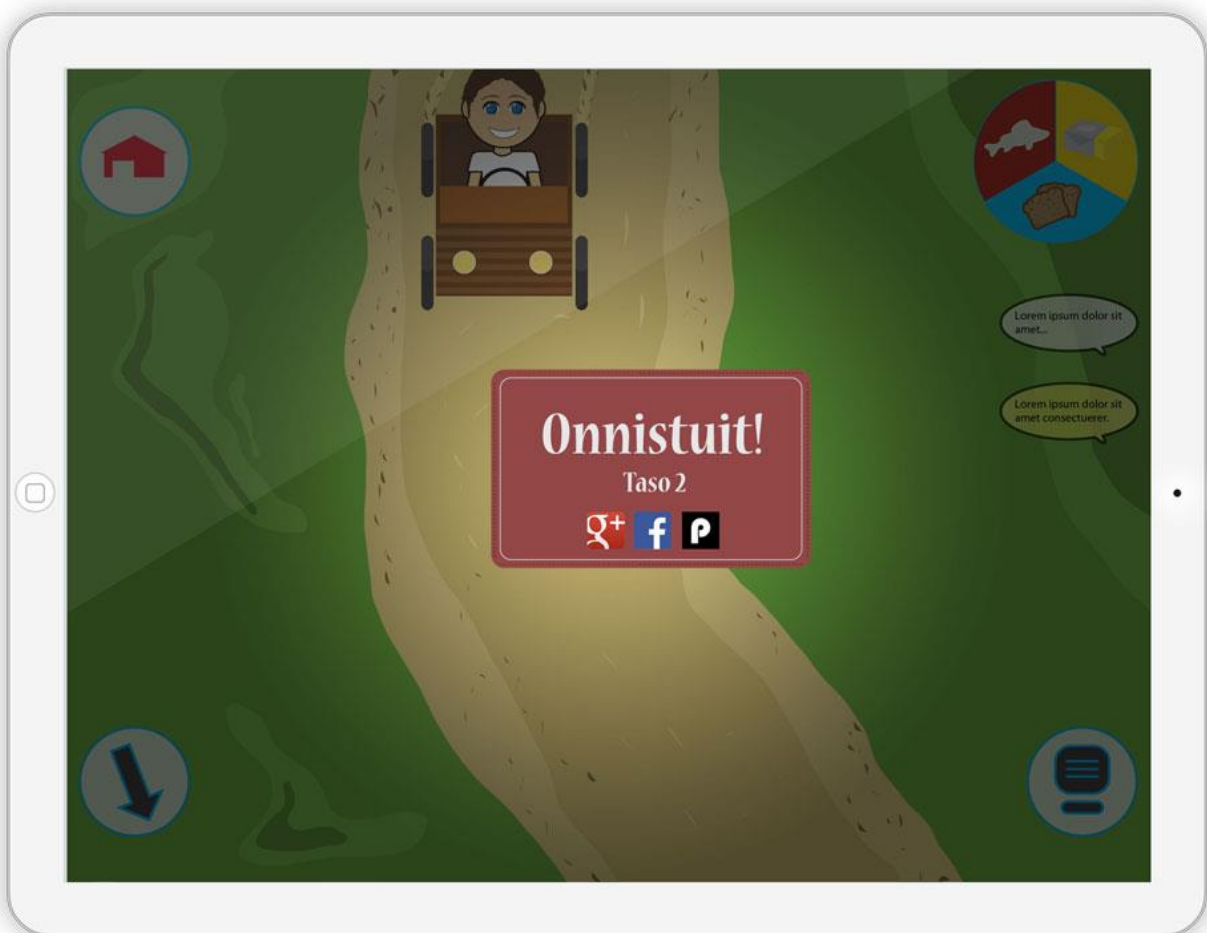 Lorem ipsum dolor sit
amet...
Lorem ipsum dolor sit
amet consectuerer.
Onnistuit!
Taso 2
g+ f P